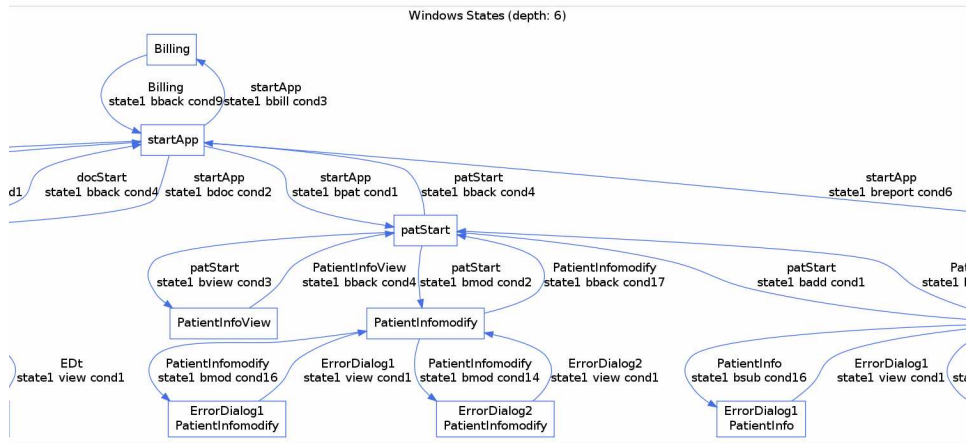 Windows States (depth: 6)
Billing
Billing
state1 bback cond9
startApp
state1 bbill cond3
startApp
d1
docStart
state1 bback cond4
startApp
state1 bdoc cond2
startApp
state1 bpat cond1
patStart
state1 bback cond4
startApp
state1 breport cond6
patStart
patStart
state1 bview cond3
PatientInfoView
state1 bback cond4
patStart
state1 bmod cond2
PatientInfomodify
state1 bback cond17
patStart
state1 badd cond1
PatientInfoView
PatientInfomodify
EDt
state1 view cond1
PatientInfomodify
state1 bmod cond16
ErrorDialog1
state1 view cond1
PatientInfomodify
state1 bmod cond14
ErrorDialog2
state1 view cond1
PatientInfo
state1 bsub cond16
ErrorDialog1
state1 view cond1
ErrorDialog1
PatientInfomodify
ErrorDialog2
PatientInfomodify
ErrorDialog1
PatientInfo